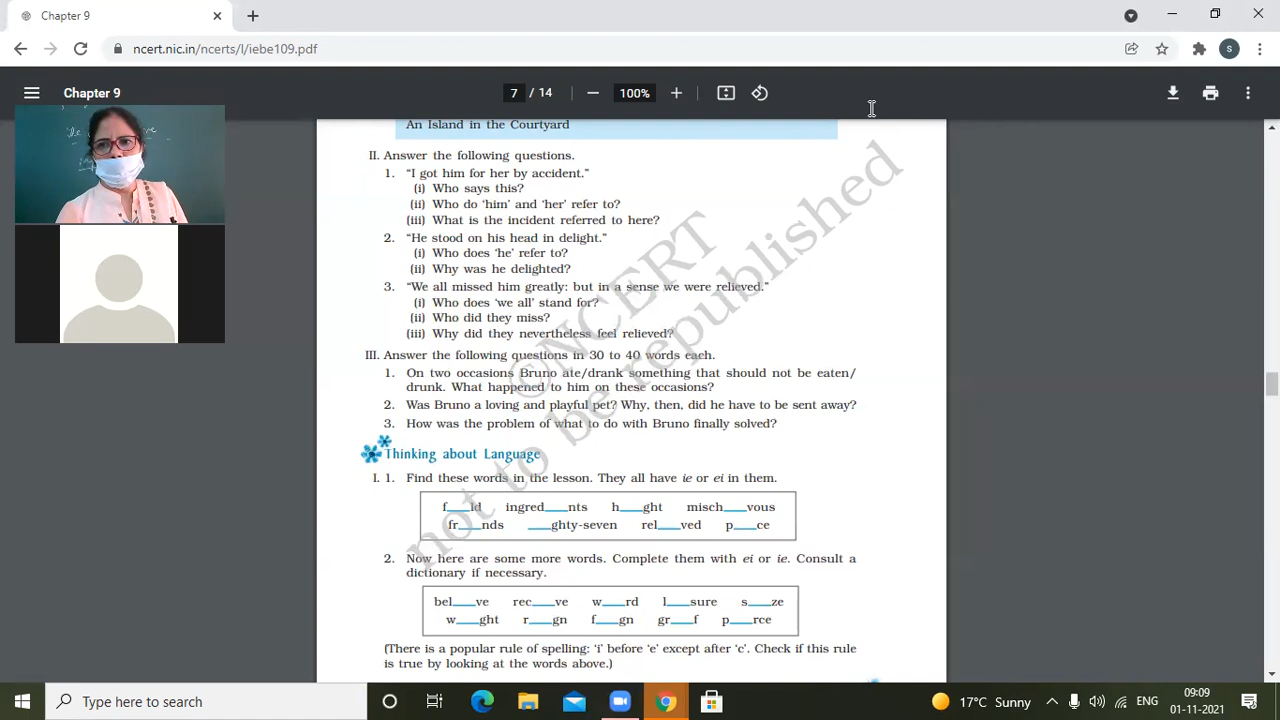 Chapter 9
ncert.nic.in/ncerts/l/iebe109.pdf
S
Chapter 9
7 / 14
100%
An Island in the Courtyard
II. Answer the following questions.
1. “I got him for her by accident.”
(i) Who says this?
(ii) Who do ‘him’ and ‘her’ refer to?
(iii) What is the incident referred to here?
2. “He stood on his head in delight.”
(i) Who does ‘he’ refer to?
(ii) Why was he delighted?
3. “We all missed him greatly: but in a sense we were relieved.”
(i) Who does ‘we all’ stand for?
(ii) Who did they miss?
(iii) Why did they nevertheless feel relieved?
III. Answer the following questions in 30 to 40 words each.
1. On two occasions Bruno ate/drank something that should not be eaten/
drunk. What happened to him on these occasions?
2. Was Bruno a loving and playful pet? Why, then, did he have to be sent away?
3. How was the problem of what to do with Bruno finally solved?
Thinking about Language
I. 1. Find these words in the lesson. They all have ie or ei in them.
f___ld ingred___nts h___ght misch___vous
fr___nds ___ghty-seven rel___ved p___ce
2. Now here are some more words. Complete them with ei or ie. Consult a
dictionary if necessary.
bel___ve rec___ve w___rd l___sure s___ze
w___ght r___gn f___gn gr___f p___rce
(There is a popular rule of spelling: ‘i’ before ‘e’ except after ‘c’. Check if this rule
is true by looking at the words above.)
©NCERT
not to be republished
Type here to search
17°C Sunny
ENG
09:09
01-11-2021